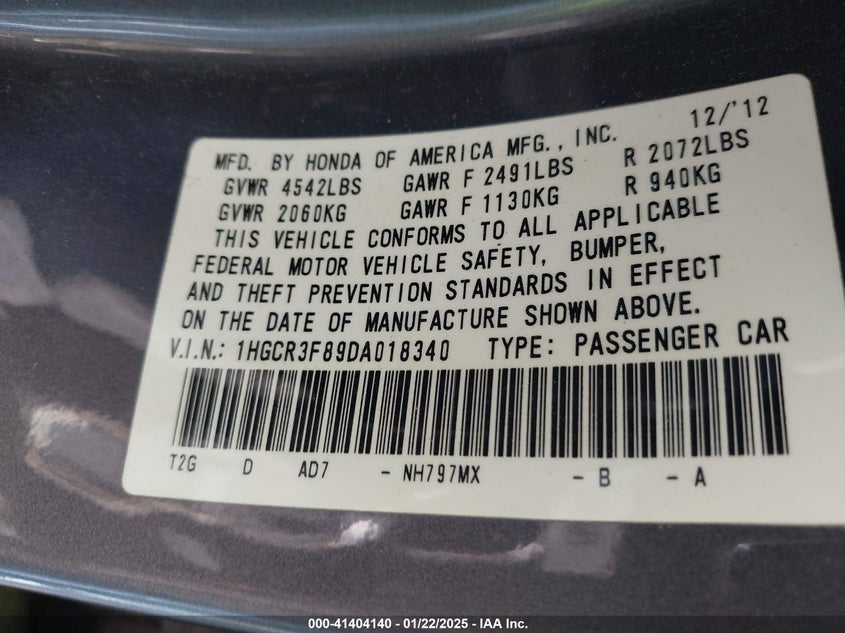 12/'12
MFD. BY HONDA OF AMERICA MFG., INC.
GVWR 4542LBS GAWR F 2491LBS R 2072LBS
GVWR 2060KG GAWR F 1130KG R 940KG
THIS VEHICLE CONFORMS TO ALL APPLICABLE
FEDERAL MOTOR VEHICLE SAFETY, BUMPER,
AND THEFT PREVENTION STANDARDS IN EFFECT
ON THE DATE OF MANUFACTURE SHOWN ABOVE.
V.I.N.: 1HGCR3F89DA018340 TYPE: PASSENGER CAR
T2G D AD7 - NH797MX - B - A
000-41404140 - 01/22/2025 - IAA Inc.